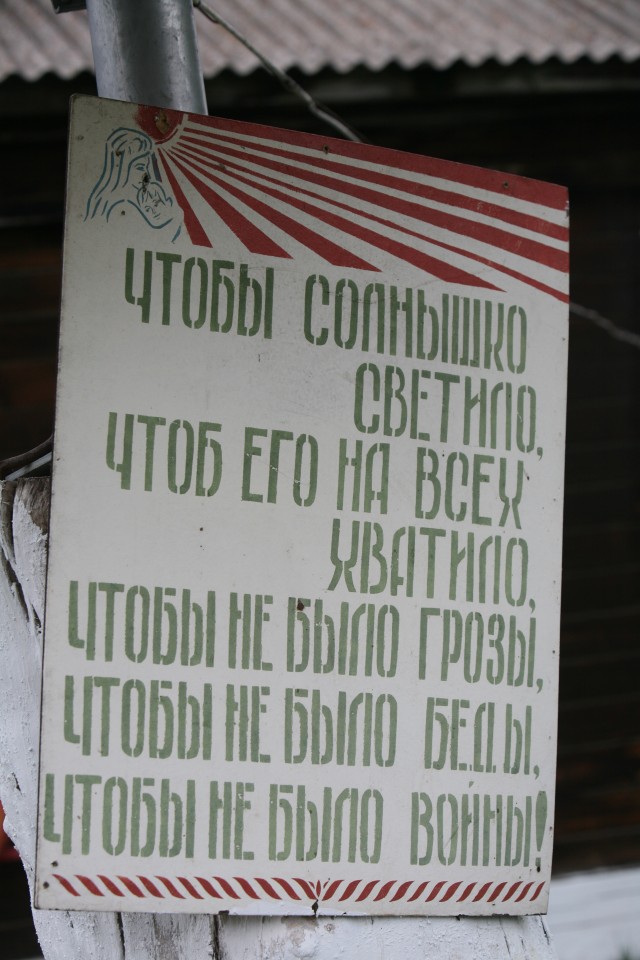 ЧТОБЫ СОЛНЫШКО
СВЕТИЛО,
ЧТОБ ЕГО НА ВСЕХ
ХВАТИЛО,
ЧТОБЫ НЕ БЫЛО ГРОЗЫ,
ЧТОБЫ НЕ БЫЛО БЕДЫ,
ЧТОБЫ НЕ БЫЛО ВОЙНЫ!